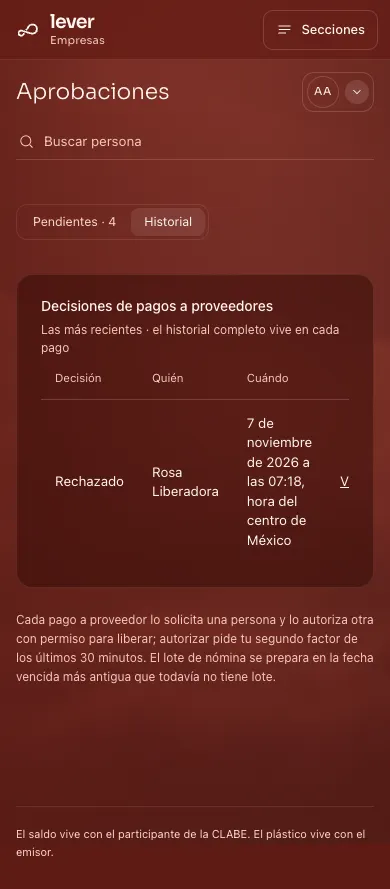 lever
Empresas
Secciones
Aprobaciones
AA
Buscar persona
Pendientes · 4
Historial
Decisiones de pagos a proveedores
Las más recientes · el historial completo vive en cada
pago
Decisión
Quién
Cuándo
Rechazado
Rosa
Liberadora
7 de
noviembre
de 2026 a
las 07:18,
hora del
centro de
México
V
Cada pago a proveedor lo solicita una persona y lo autoriza otra
con permiso para liberar; autorizar pide tu segundo factor de
los últimos 30 minutos. El lote de nómina se prepara en la fecha
vencida más antigua que todavía no tiene lote.
El saldo vive con el participante de la CLABE. El plástico vive con el
emisor.